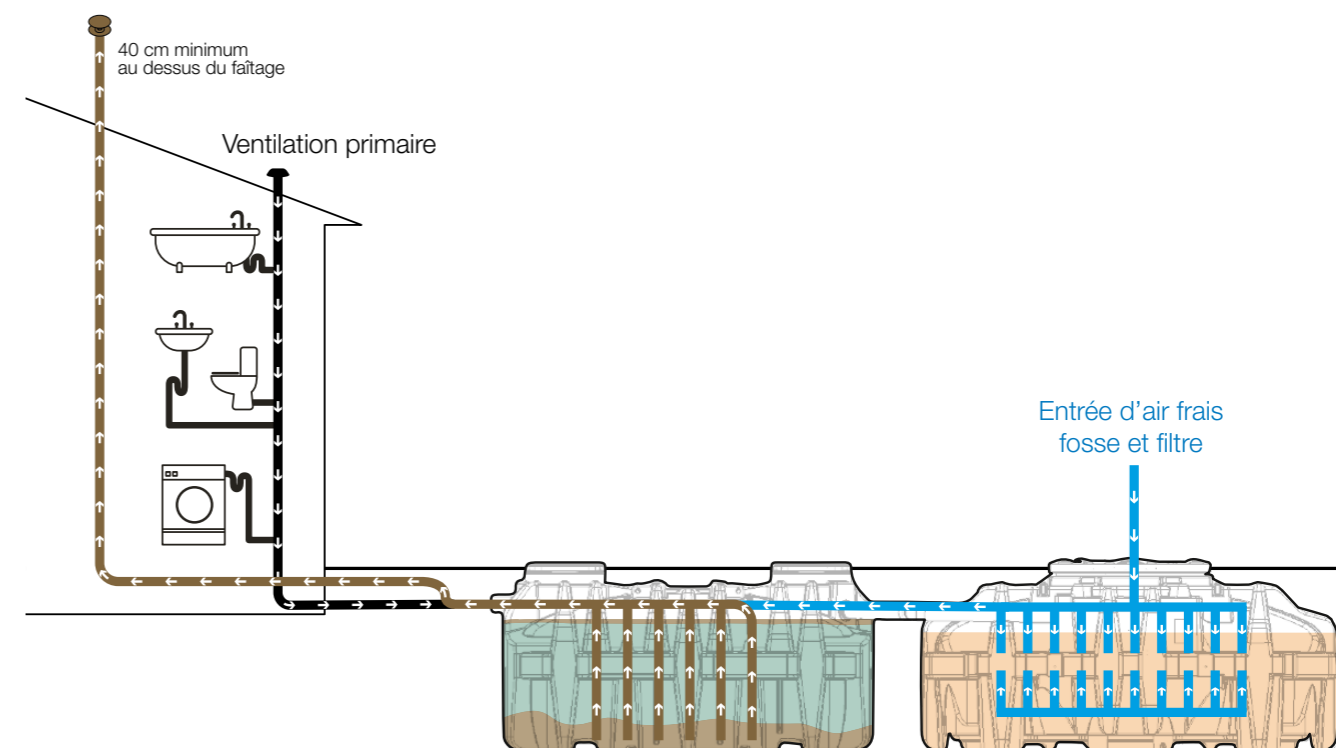 40 cm minimum
au dessus du faîtage
Ventilation primaire
Entrée d'air frais
fosse et filtre